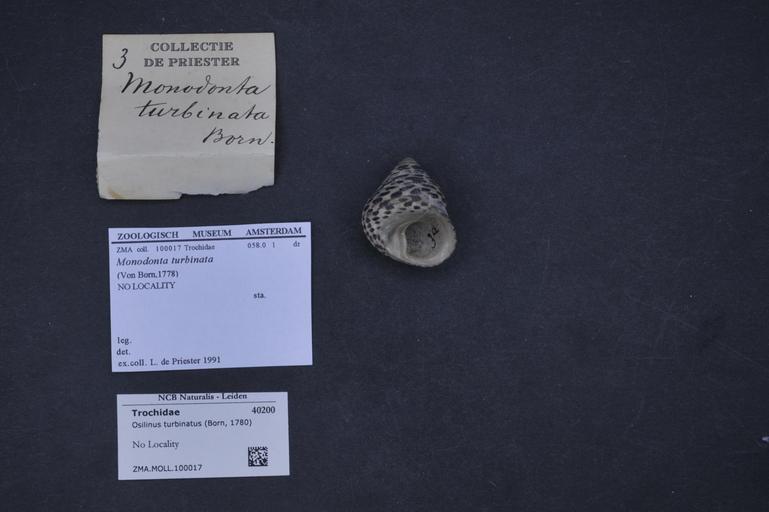 3 COLLECTIE
DE PRIESTER
Monodonta
turbinata
Born.
ZOOLOGISCH MUSEUM AMSTERDAM
ZMA coll. 100017 Trochidae 058.0 1 dr
Monodonta turbinata
(Von Born,1778)
NO LOCALITY
sta.
leg.
det.
ex.coll. L. de Priester 1991
NCB Naturalis - Leiden
Trochidae 40200
Osilinus turbinatus (Born, 1780)
No Locality
ZMA.MOLL.100017